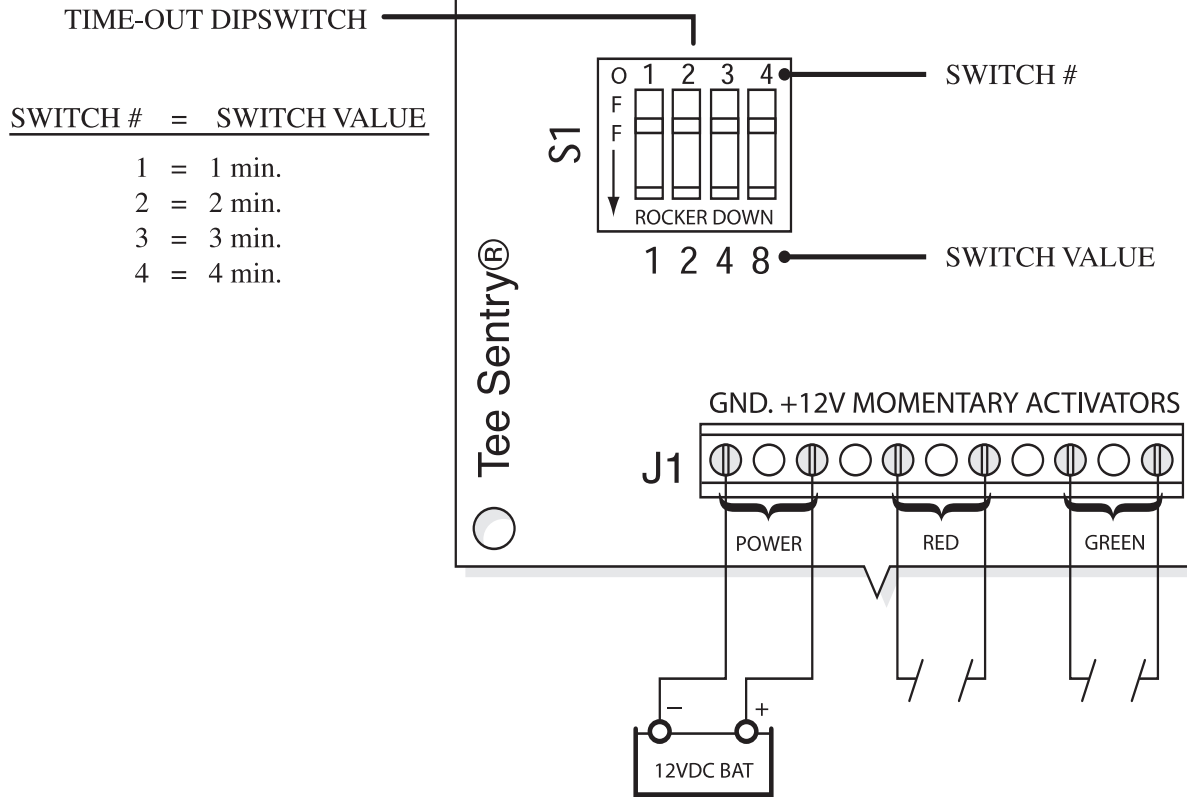 TIME-OUT DIPSWITCH
SWITCH # = SWITCH VALUE
1 = 1 min.
2 = 2 min.
3 = 3 min.
4 = 4 min.
S1
OFF
1 2 3 4
ROCKER DOWN
1 2 4 8
SWITCH #
SWITCH VALUE
Tee Sentry®
GND. +12V MOMENTARY ACTIVATORS
J1
POWER RED GREEN
– +
12VDC BAT